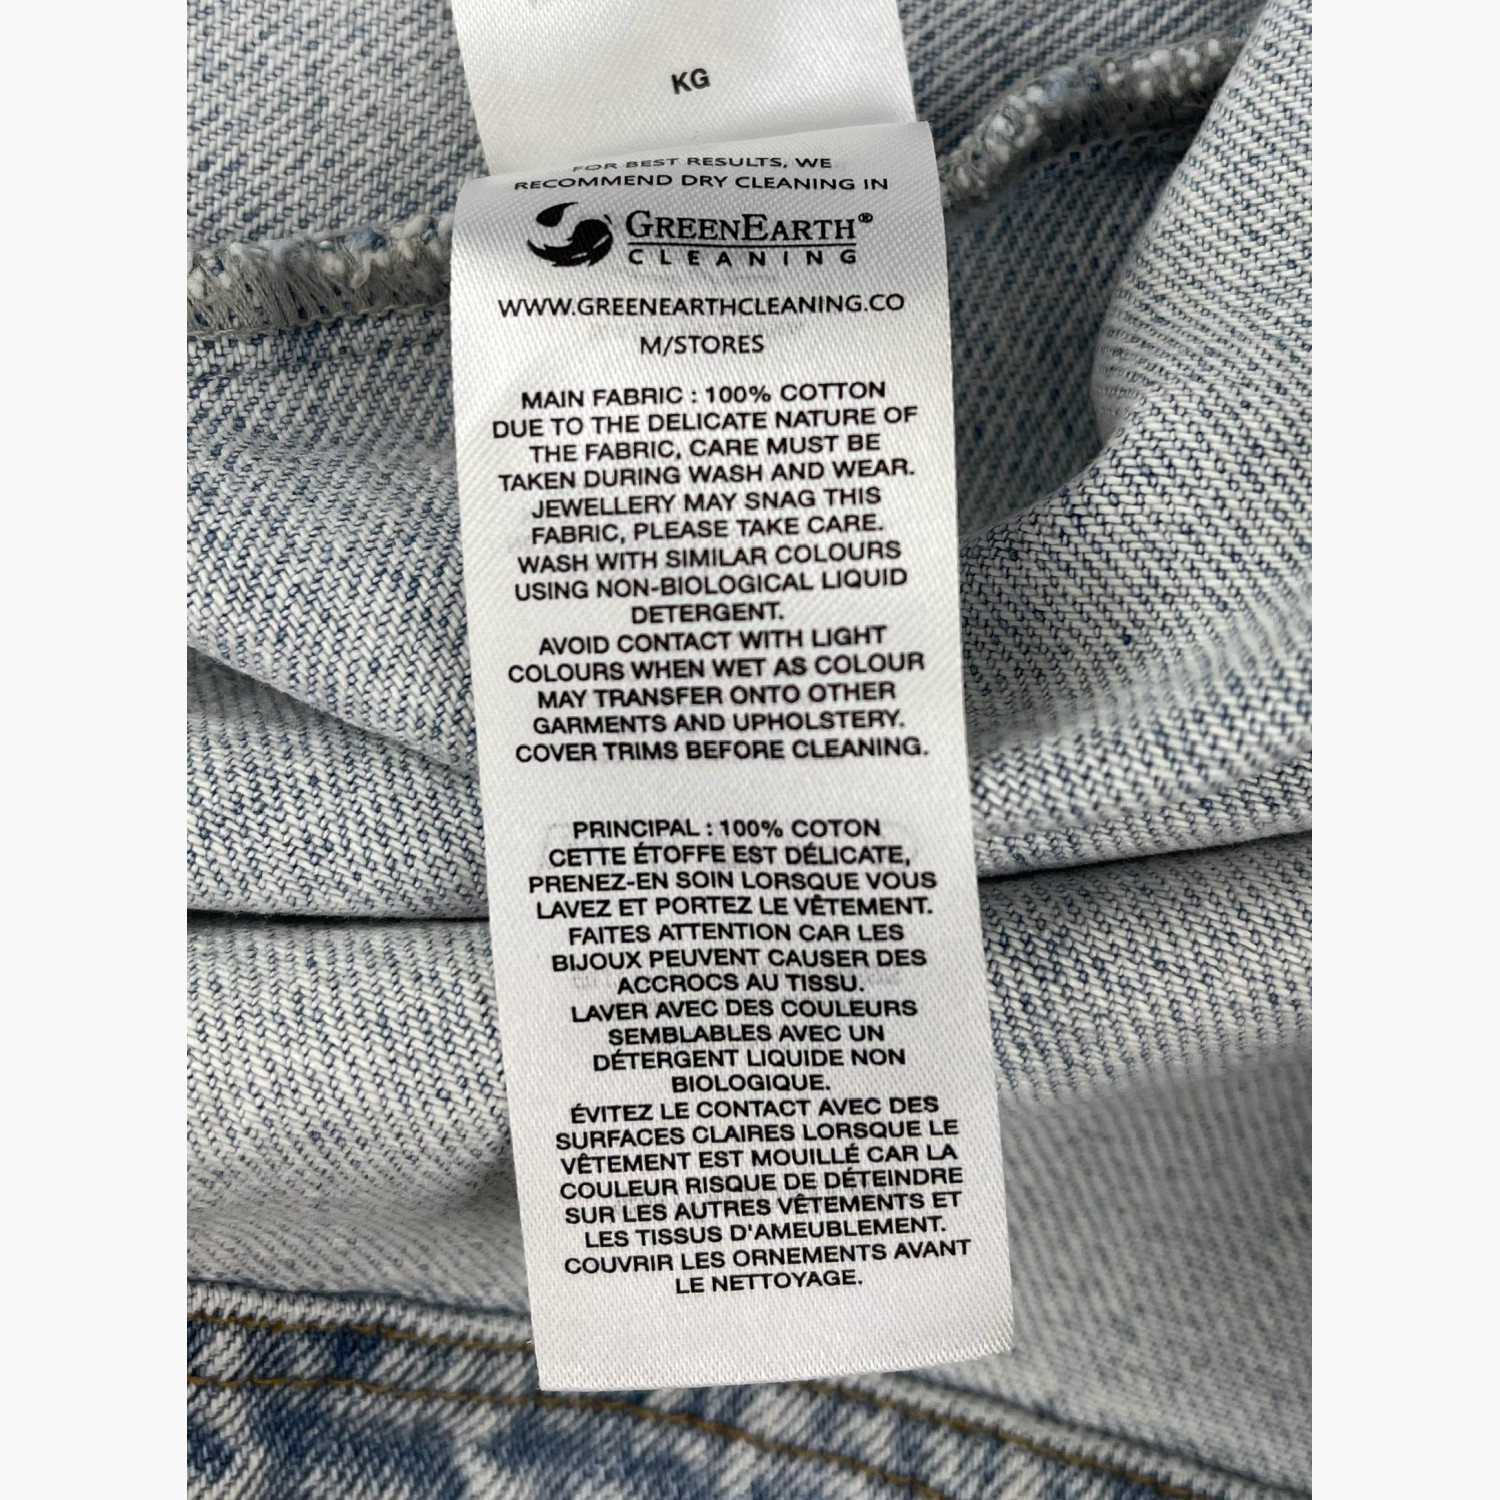 KG
FOR BEST RESULTS, WE
RECOMMEND DRY CLEANING IN
GREENEARTH®
CLEANING
WWW.GREENEARTHCLEANING.CO
M/STORES
MAIN FABRIC : 100% COTTON
DUE TO THE DELICATE NATURE OF
THE FABRIC, CARE MUST BE
TAKEN DURING WASH AND WEAR.
JEWELLERY MAY SNAG THIS
FABRIC, PLEASE TAKE CARE.
WASH WITH SIMILAR COLOURS
USING NON-BIOLOGICAL LIQUID
DETERGENT.
AVOID CONTACT WITH LIGHT
COLOURS WHEN WET AS COLOUR
MAY TRANSFER ONTO OTHER
GARMENTS AND UPHOLSTERY.
COVER TRIMS BEFORE CLEANING.
PRINCIPAL : 100% COTON
CETTE ÉTOFFE EST DÉLICATE,
PRENEZ-EN SOIN LORSQUE VOUS
LAVEZ ET PORTEZ LE VÊTEMENT.
FAITES ATTENTION CAR LES
BIJOUX PEUVENT CAUSER DES
ACCROCS AU TISSU.
LAVER AVEC DES COULEURS
SEMBLABLES AVEC UN
DÉTERGENT LIQUIDE NON
BIOLOGIQUE.
ÉVITEZ LE CONTACT AVEC DES
SURFACES CLAIRES LORSQUE LE
VÊTEMENT EST MOUILLÉ CAR LA
COULEUR RISQUE DE DÉTEINDRE
SUR LES AUTRES VÊTEMENTS ET
LES TISSUS D'AMEUBLEMENT.
COUVRIR LES ORNEMENTS AVANT
LE NETTOYAGE.